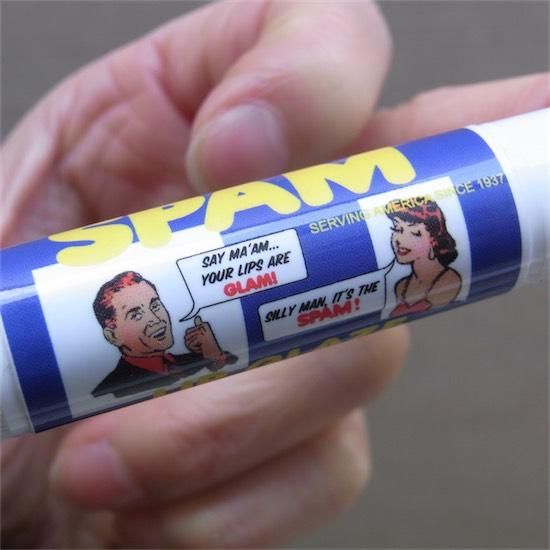 SPAM
SERVING AMERICA SINCE 1937
SAY MA'AM...
YOUR LIPS ARE
GLAM!
SILLY MAN, IT'S THE
SPAM!